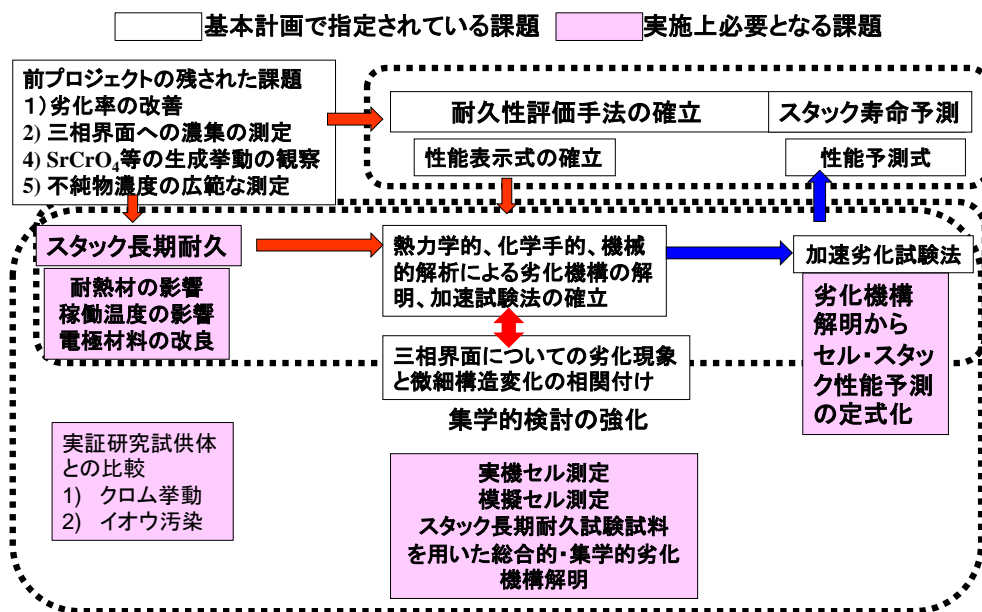 基本計画で指定されている課題
実施上必要となる課題
前プロジェクトの残された課題
1)劣化率の改善
2) 三相界面への濃集の測定
4) SrCrO₄等の生成挙動の観察
5) 不純物濃度の広範な測定
耐久性評価手法の確立
スタック寿命予測
性能表示式の確立
性能予測式
スタック長期耐久
耐熱材の影響
稼働温度の影響
電極材料の改良
熱力学的、化学手的、機械
的解析による劣化機構の解
明、加速試験法の確立
加速劣化試験法
劣化機構
解明から
セル・スタッ
ク性能予測
の定式化
三相界面についての劣化現象
と微細構造変化の相関付け
集学的検討の強化
実証研究試供体
との比較
1) クロム挙動
2) イオウ汚染
実機セル測定
模擬セル測定
スタック長期耐久試験試料
を用いた総合的・集学的劣化
機構解明